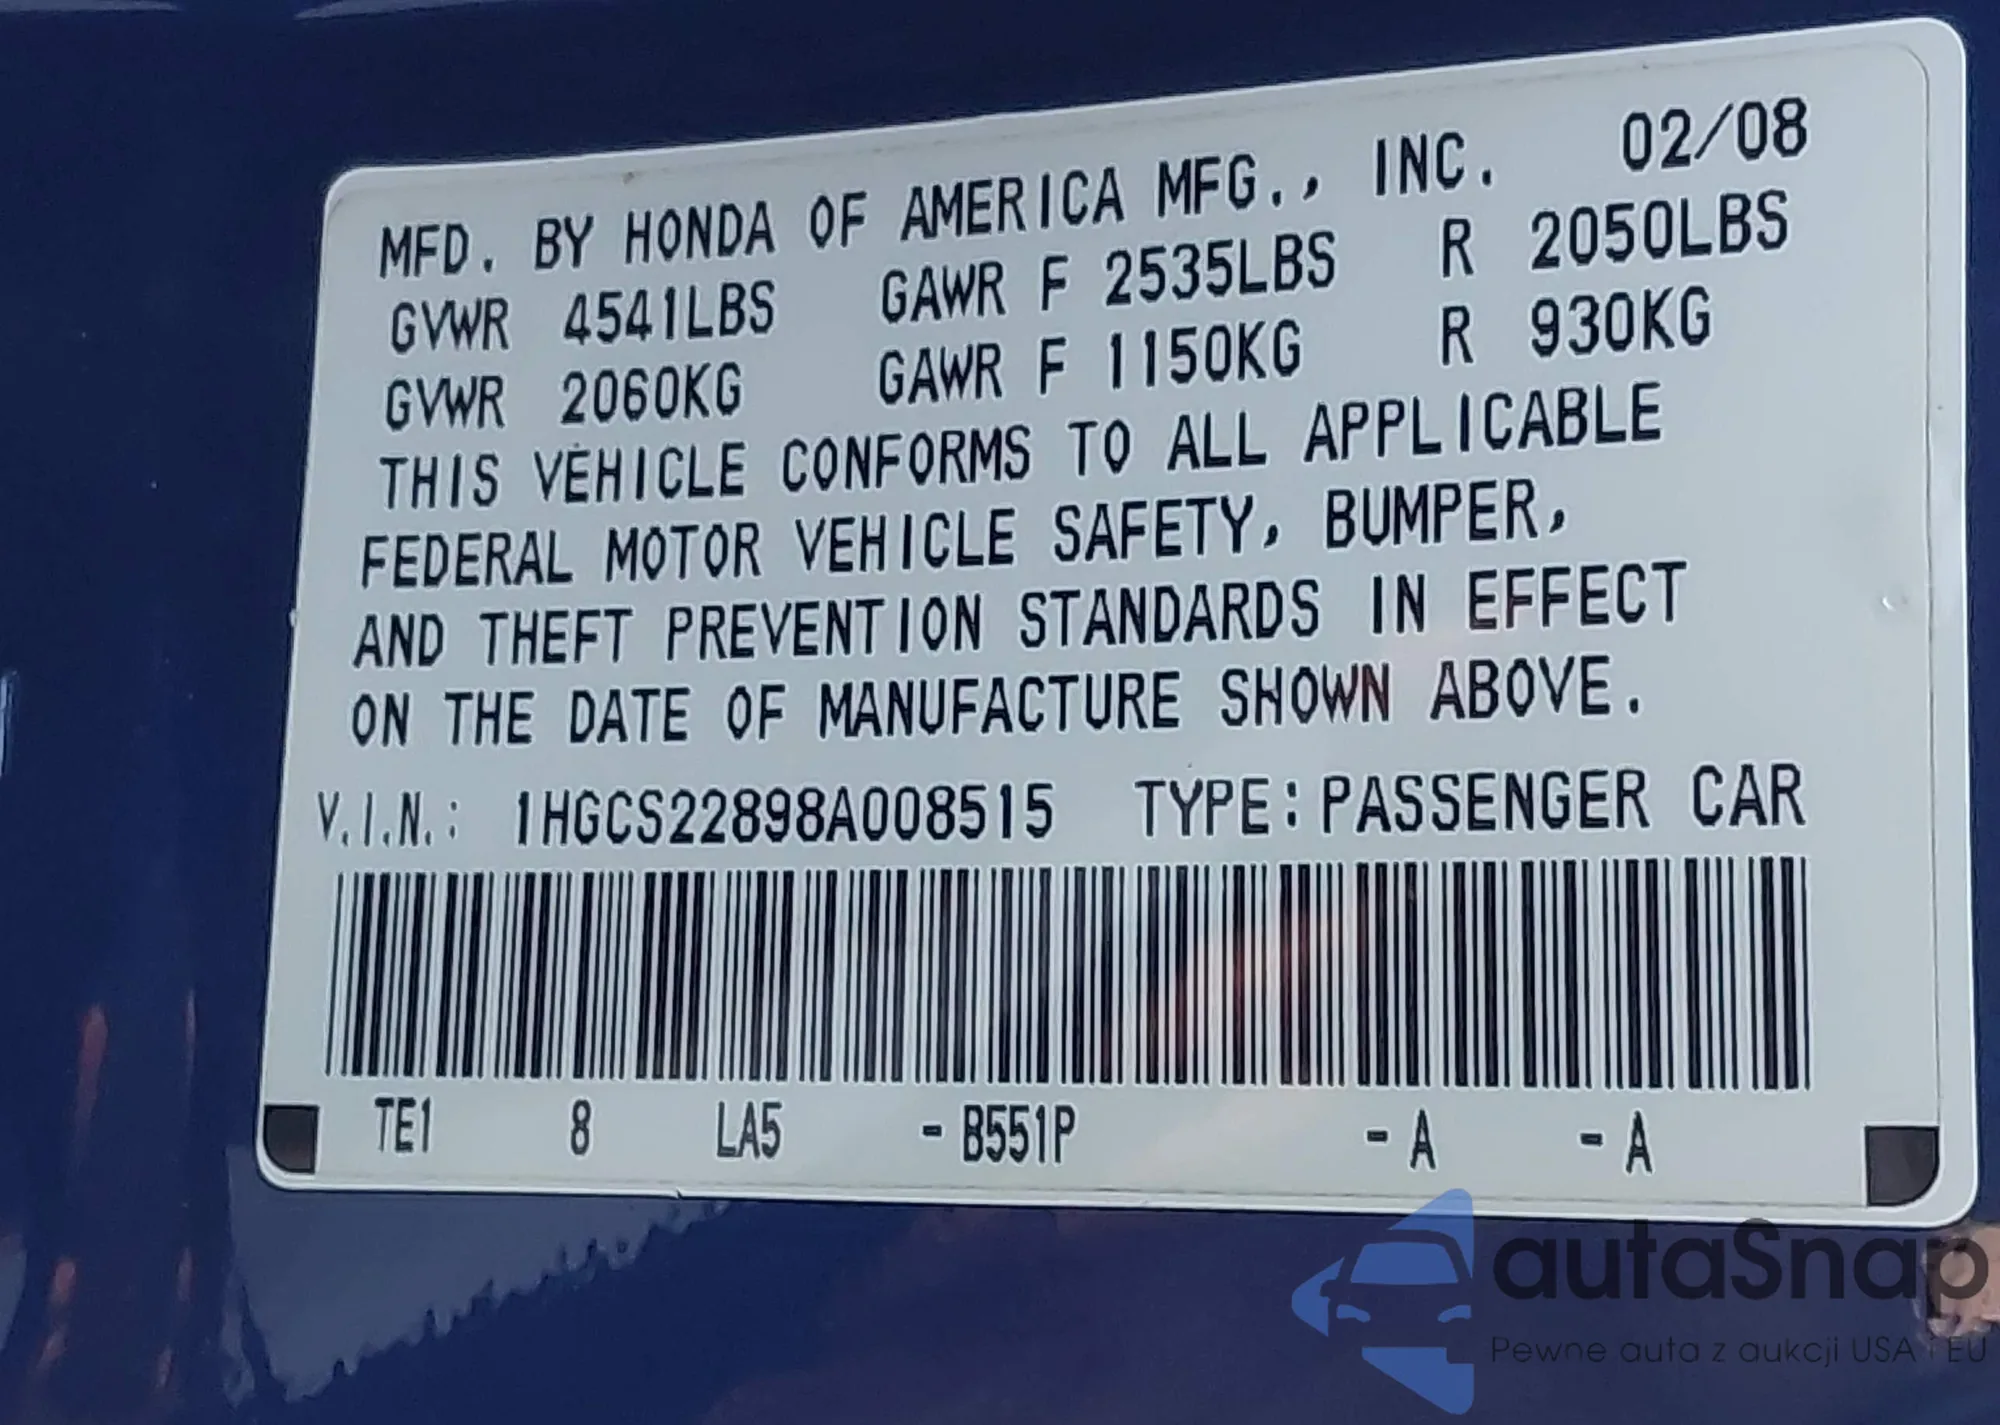 MFD. BY HONDA OF AMERICA MFG., INC. 02/08
GVWR 4541LBS GAWR F 2535LBS R 2050LBS
GVWR 2060KG GAWR F 1150KG R 930KG
THIS VEHICLE CONFORMS TO ALL APPLICABLE
FEDERAL MOTOR VEHICLE SAFETY, BUMPER,
AND THEFT PREVENTION STANDARDS IN EFFECT
ON THE DATE OF MANUFACTURE SHOWN ABOVE.
V.I.N.: 1HGCS22898A008515 TYPE: PASSENGER CAR
TE1 8 LA5 - B551P - A - A
autaSnap
Pewne auta z aukcji USA i EU